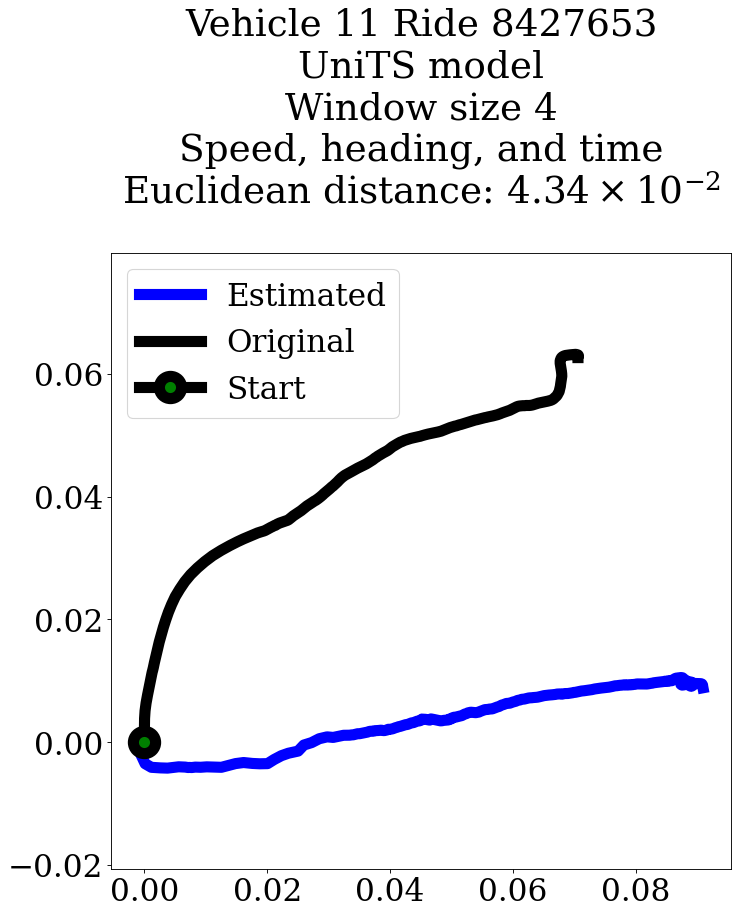 Vehicle 11 Ride 8427653
UniTS model
Window size 4
Speed, heading, and time
Euclidean distance: 4.34 × 10⁻²
Estimated
Original
Start
0.06
0.04
0.02
0.00
−0.02
0.00 0.02 0.04 0.06 0.08